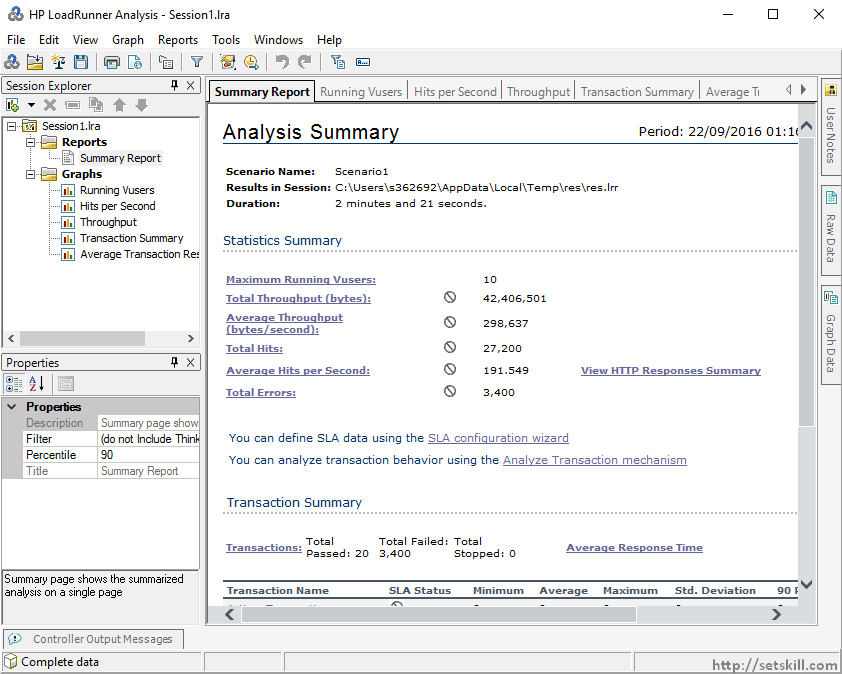 HP LoadRunner Analysis - Session1.lra
File Edit View Graph Reports Tools Windows Help
Session Explorer
Session1.lra
Reports
Summary Report
Graphs
Running Vusers
Hits per Second
Throughput
Transaction Summary
Average Transaction Res
Properties
Properties
Description Summary page show
Filter (do not Include Think
Percentile 90
Title Summary Report
Summary page shows the summarized
analysis on a single page
Summary Report Running Vusers Hits per Second Throughput Transaction Summary Average Tr
Analysis Summary Period: 22/09/2016 01:16
Scenario Name: Scenario1
Results in Session: C:\Users\s362692\AppData\Local\Temp\res\res.lrr
Duration: 2 minutes and 21 seconds.
Statistics Summary
Maximum Running Vusers: 10
Total Throughput (bytes): 42,406,501
Average Throughput
(bytes/second): 298,637
Total Hits: 27,200
Average Hits per Second: 191.549 View HTTP Responses Summary
Total Errors: 3,400
You can define SLA data using the SLA configuration wizard
You can analyze transaction behavior using the Analyze Transaction mechanism
Transaction Summary
Transactions: Total Passed: 20 Total Failed: 3,400 Total Stopped: 0 Average Response Time
Transaction Name SLA Status Minimum Average Maximum Std. Deviation 90
User Notes
Raw Data
Graph Data
Controller Output Messages
Complete data
http://setskill.com